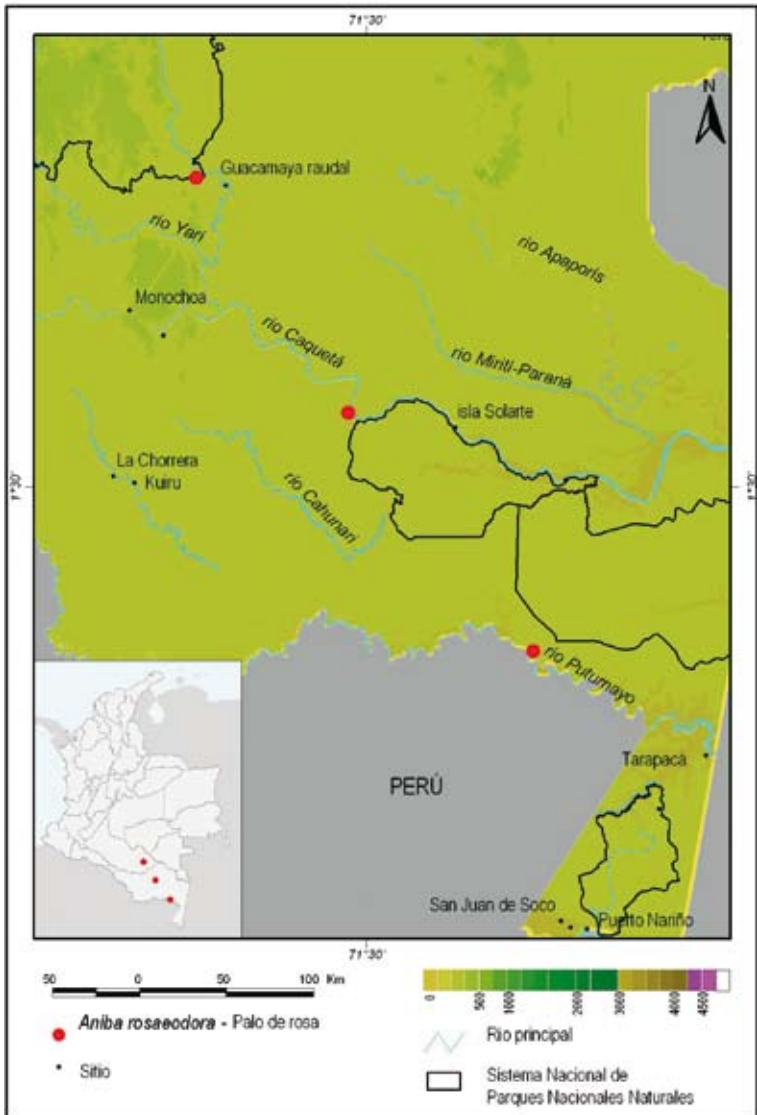 71°30'
N
Guacamaya raudal
río Yarí
río Apaporís
Monochoa
río Caquetá
río Mirití-Paraná
isla Solarte
La Chorrera
Kuiru
1°30'
1°30'
río Cahunarí
río Putumayo
Tarapacá
PERÚ
San Juan de Soco
Puerto Nariño
71°30'
50 0 50 100 Km
0 500 1000 2000 3000 4000 4500
Aniba rosaeodora - Palo de rosa
Río principal
Sitio
Sistema Nacional de
Parques Nacionales Naturales